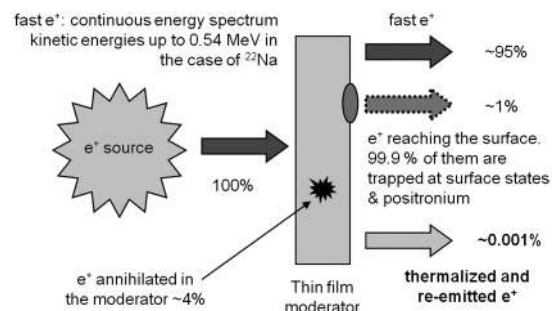 fast e⁺: continuous energy spectrum
kinetic energies up to 0.54 MeV in
the case of ²²Na
fast e⁺
~95%
e⁺ source
100%
~1%
e⁺ reaching the surface.
99.9 % of them are
trapped at surface states
& positronium
~0.001%
e⁺ annihilated in
the moderator ~4%
Thin film
moderator
thermalized and
re-emitted e⁺